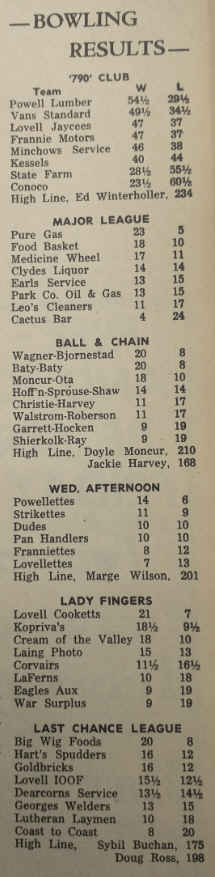 —BOWLING
RESULTS—
'790' CLUB
Team W L
Powell Lumber 54½ 29½
Vans Standard 49½ 34½
Lovell Jaycees 47 37
Frannie Motors 47 37
Minchows Service 46 38
Kessels 40 44
State Farm 28½ 55½
Conoco 23½ 60½
High Line, Ed Winterholler, 234
MAJOR LEAGUE
Pure Gas 23 5
Food Basket 18 10
Medicine Wheel 17 11
Clydes Liquor 14 14
Earls Service 13 15
Park Co. Oil & Gas 13 15
Leo's Cleaners 11 17
Cactus Bar 4 24
BALL & CHAIN
Wagner-Bjornestad 20 8
Baty-Baty 20 8
Moncur-Ota 18 10
Hoff'n-Sprouse-Shaw 14 14
Christie-Harvey 11 17
Walstrom-Roberson 11 17
Garrett-Hocken 9 19
Shierkolk-Ray 9 19
High Line, Doyle Moncur, 210
Jackie Harvey, 168
WED. AFTERNOON
Powellettes 14 6
Strikettes 11 9
Dudes 10 10
Pan Handlers 10 10
Franniettes 8 12
Lovellettes 7 13
High Line, Marge Wilson, 201
LADY FINGERS
Lovell Cooketts 21 7
Kopriva's 18½ 9½
Cream of the Valley 18 10
Laing Photo 15 13
Corvairs 11½ 16½
LaFerns 10 18
Eagles Aux 9 19
War Surplus 9 19
LAST CHANCE LEAGUE
Big Wig Foods 20 8
Hart's Spudders 16 12
Goldbricks 16 12
Lovell IOOF 15½ 12½
Dearcorns Service 13½ 14½
Georges Welders 13 15
Lutheran Laymen 10 18
Coast to Coast 8 20
High Line, Sybil Buchan, 175
Doug Ross, 198